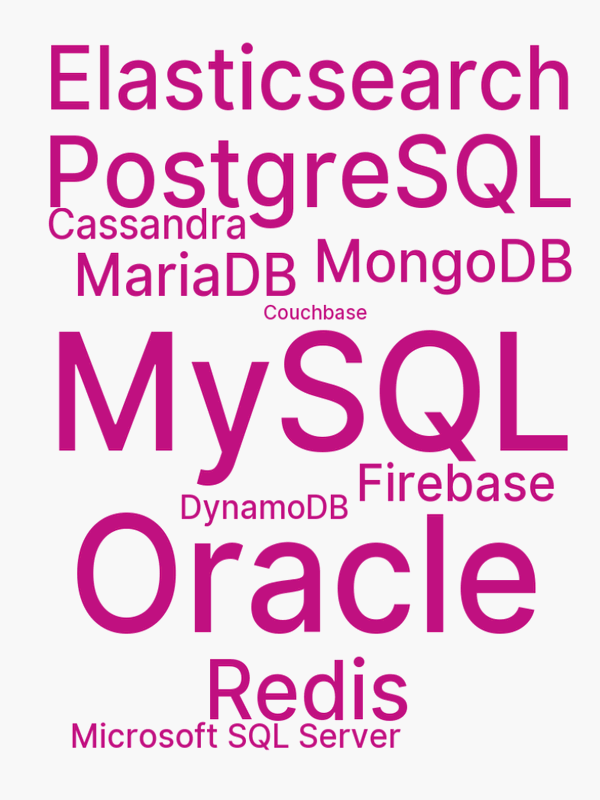 Elasticsearch
PostgreSQL
Cassandra
MariaDB MongoDB
Couchbase
MySQL
Firebase
DynamoDB
Oracle
Redis
Microsoft SQL Server